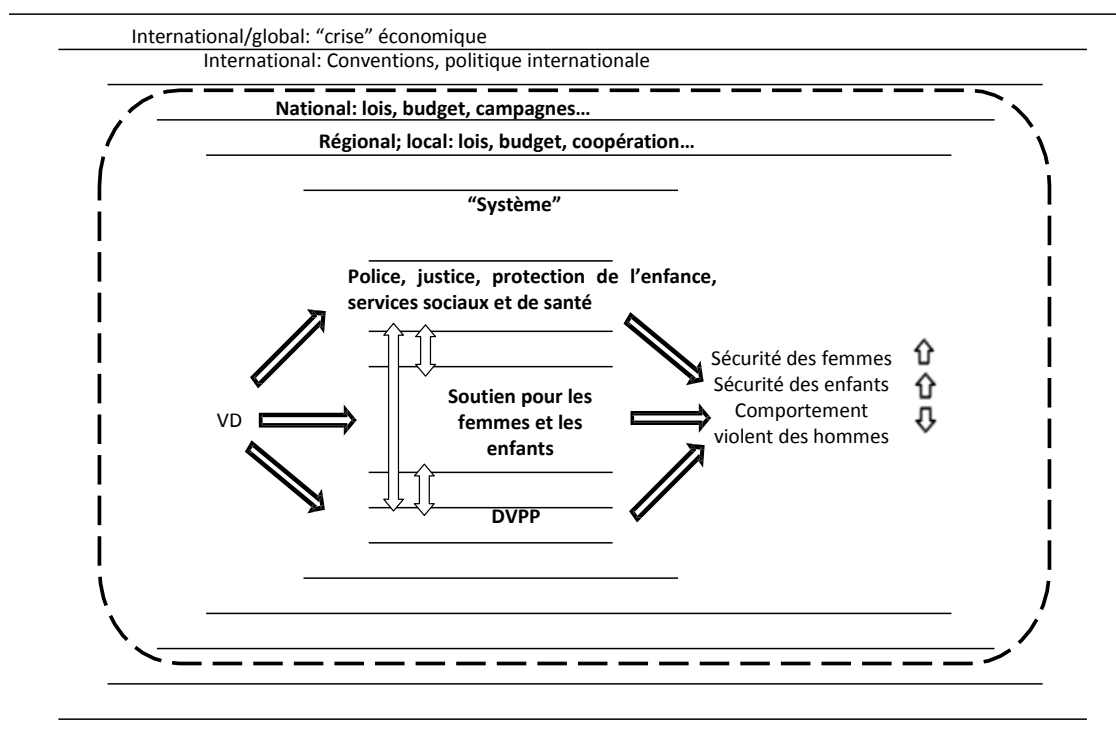 International/global: “crise” économique
International: Conventions, politique internationale
National: lois, budget, campagnes…
Régional; local: lois, budget, coopération…
“Système”
Police, justice, protection de l’enfance,
services sociaux et de santé
VD
Soutien pour les
femmes et les
enfants
DVPP
Sécurité des femmes
Sécurité des enfants
Comportement
violent des hommes